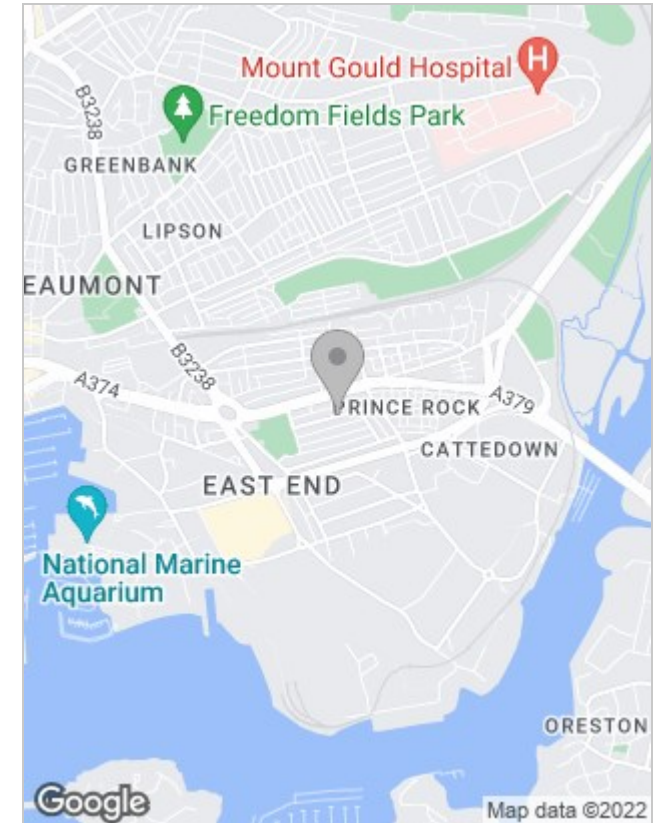 Mount Gould Hospital
H
B3238
Freedom Fields Park
GREENBANK
LIPSON
EAUMONT
B3238
A374
PRINCE ROCK
A379
CATTEDOWN
EAST END
National Marine
Aquarium
ORESTON
Google
Map data ©2022